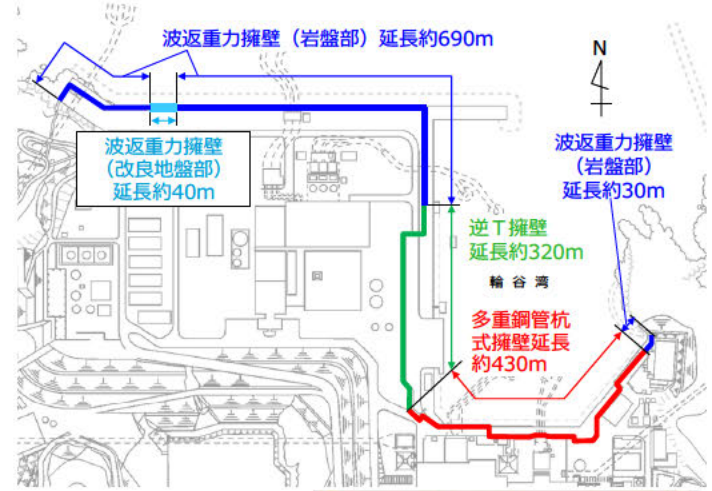 波返重力擁壁（岩盤部）延長約690m
N
波返重力擁壁
（改良地盤部）
延長約40m
波返重力擁壁
（岩盤部）
延長約30m
逆T擁壁
延長約320m
輪谷湾
多重鋼管杭
式擁壁延長
約430m